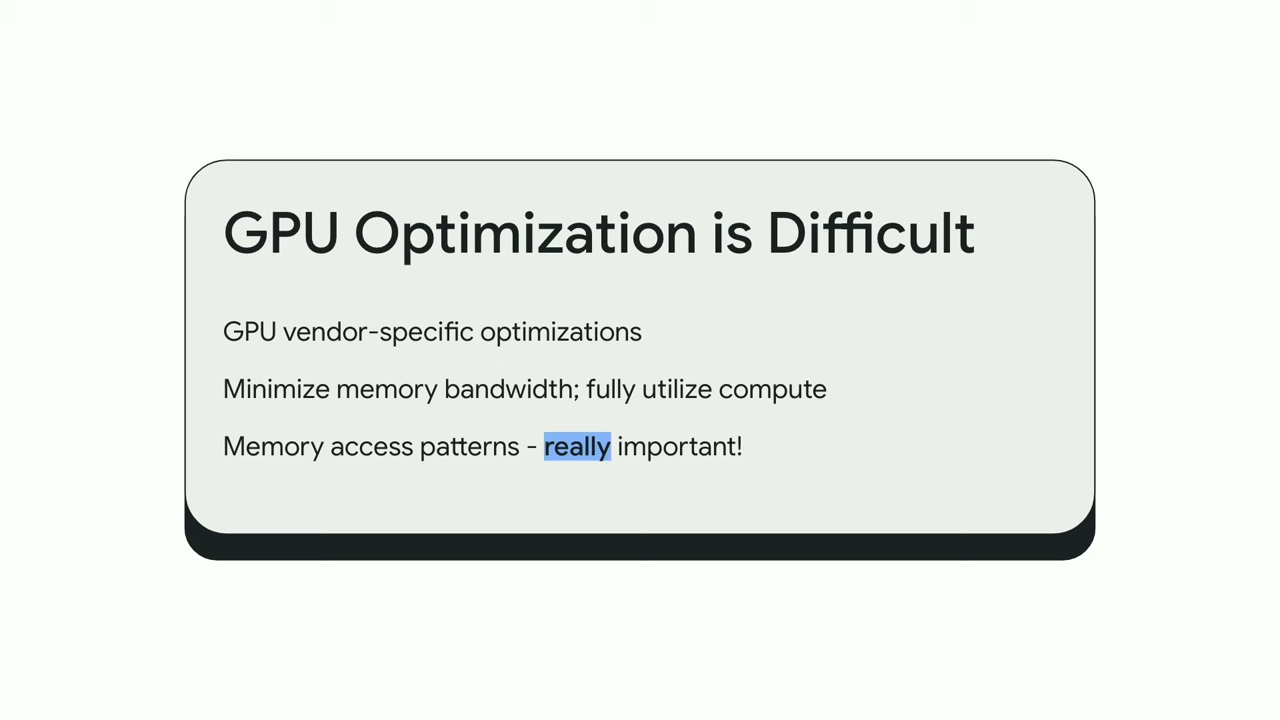 GPU Optimization is Difficult
GPU vendor-specific optimizations
Minimize memory bandwidth; fully utilize compute
Memory access patterns - really important!